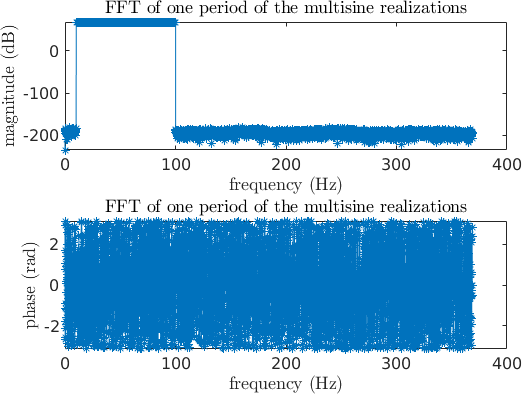 FFT of one period of the multisine realizations
magnitude (dB)
0
-100
-200
0 100 200 300 400
frequency (Hz)
FFT of one period of the multisine realizations
phase (rad)
2
0
-2
0 100 200 300 400
frequency (Hz)